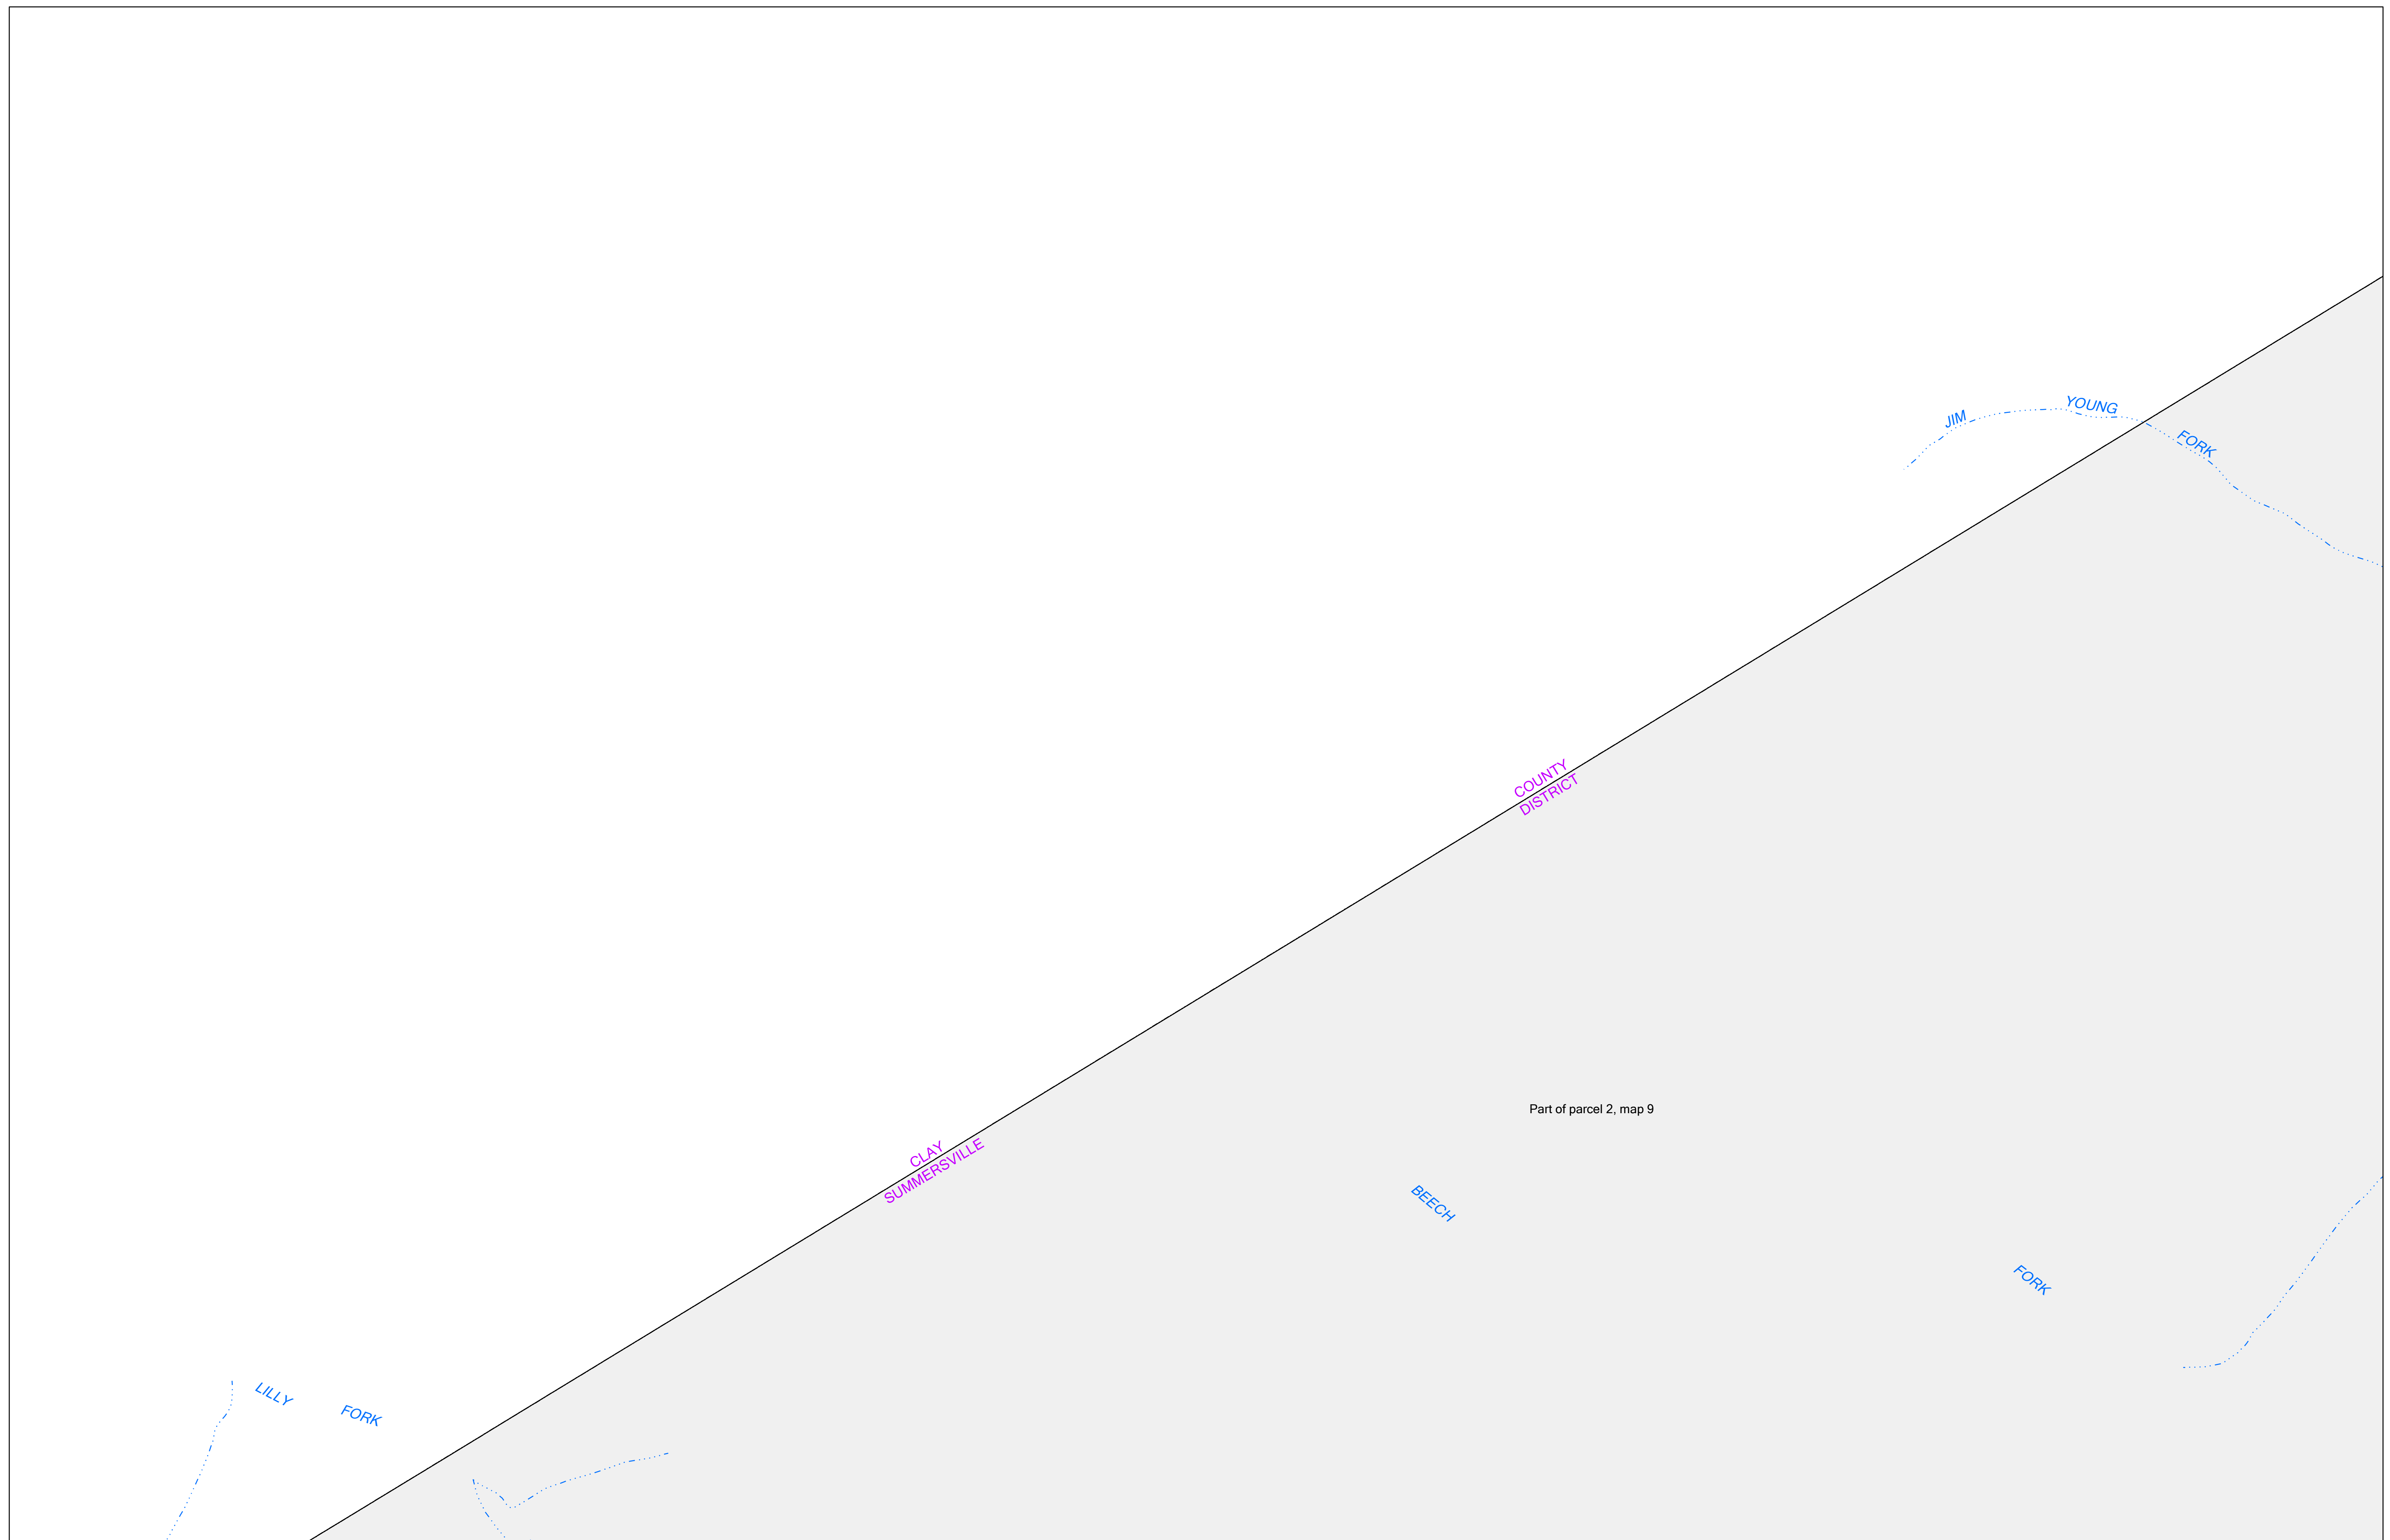 JIM YOUNG FORK
COUNTY
DISTRICT
Part of parcel 2, map 9
CLAY
SUMMERSVILLE
BEECH FORK
LILLY FORK